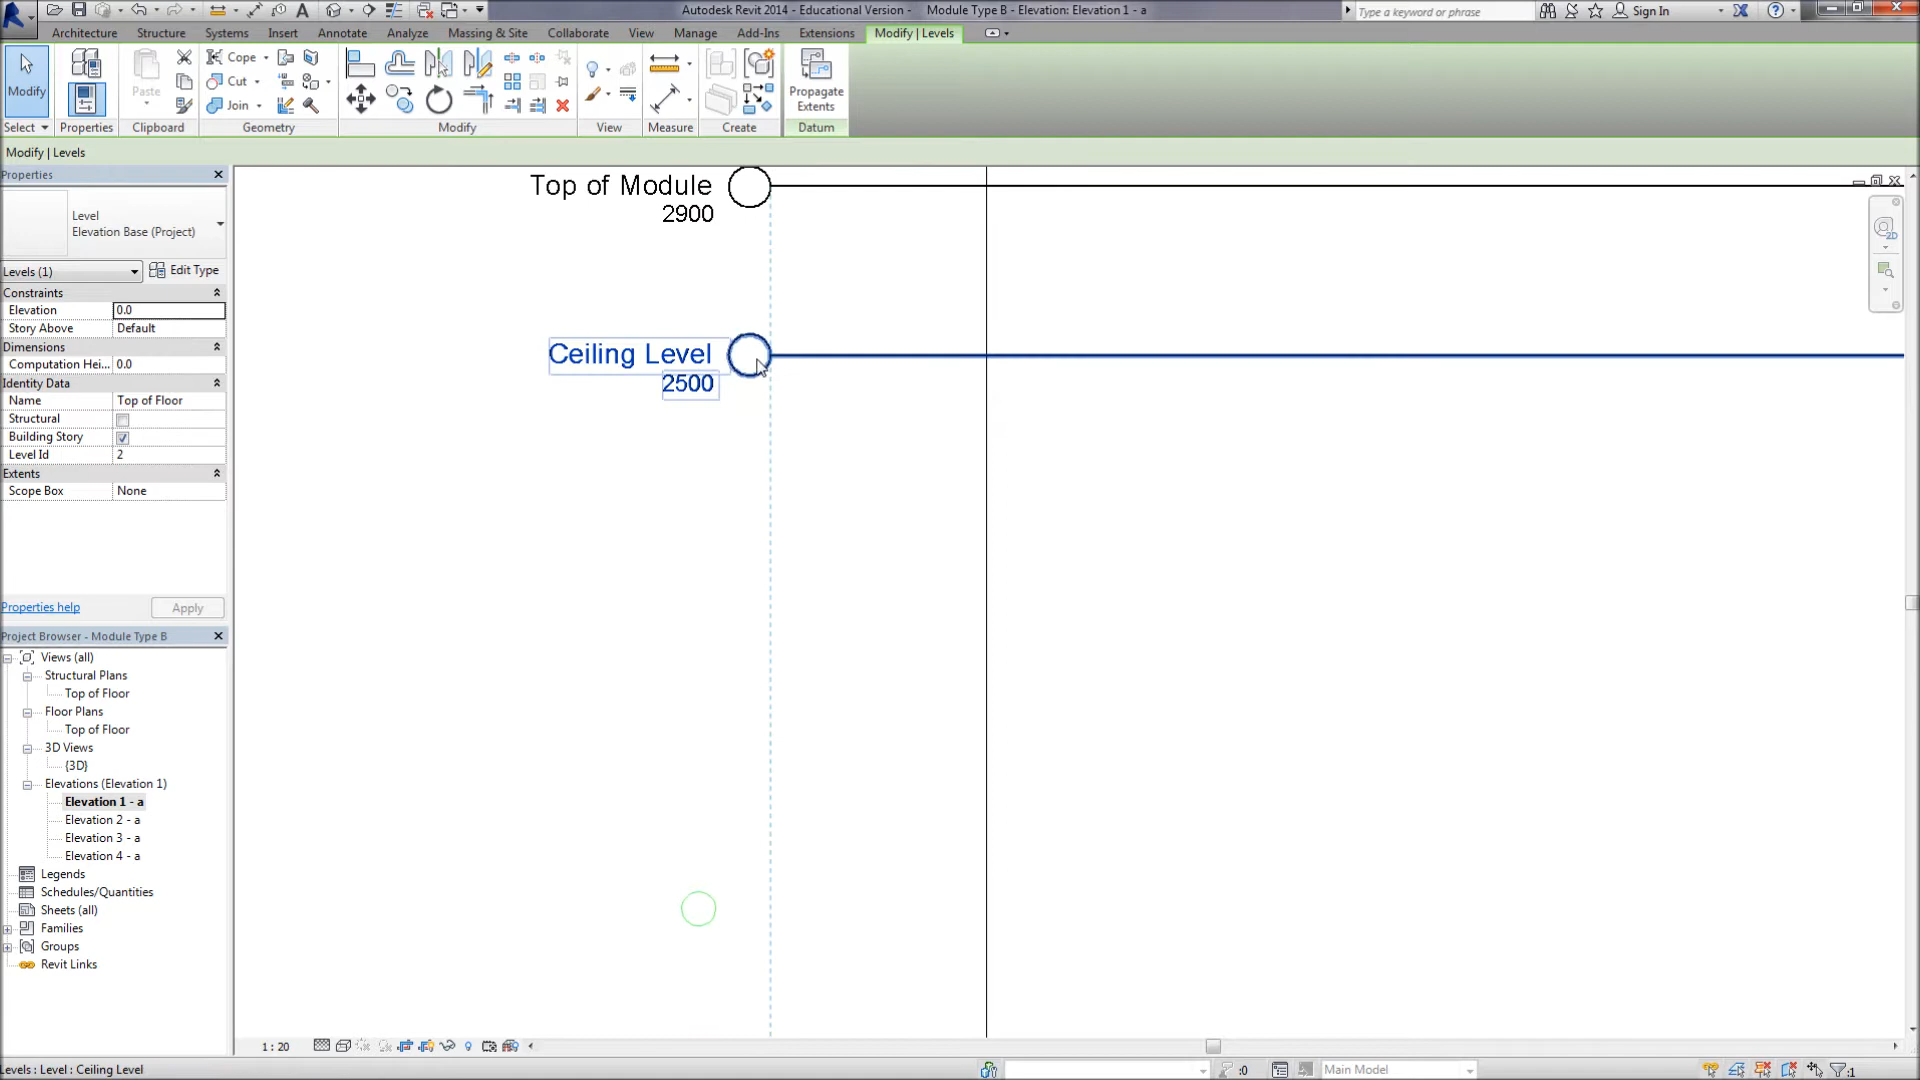 Autodesk Revit 2014 - Educational Version - Module Type B - Elevation: Elevation 1 - a
Type a keyword or phrase
Sign In
Architecture Structure Systems Insert Annotate Analyze Massing & Site Collaborate View Manage Add-Ins Extensions Modify | Levels
Modify
Paste
Cope
Cut
Join
Propagate
Extents
Select Properties Clipboard Geometry Modify View Measure Create Datum
Modify | Levels
Properties
Level
Elevation Base (Project)
Levels (1)
Edit Type
Constraints
Elevation 0.0
Story Above Default
Dimensions
Computation Hei... 0.0
Identity Data
Name Top of Floor
Structural
Building Story
Level Id 2
Extents
Scope Box None
Properties help
Apply
Project Browser - Module Type B
Views (all)
Structural Plans
Top of Floor
Floor Plans
Top of Floor
3D Views
{3D}
Elevations (Elevation 1)
Elevation 1 - a
Elevation 2 - a
Elevation 3 - a
Elevation 4 - a
Legends
Schedules/Quantities
Sheets (all)
Families
Groups
Revit Links
Top of Module
2900
Ceiling Level
2500
2D
1 : 20
Levels : Level : Ceiling Level
:0
Main Model
:1